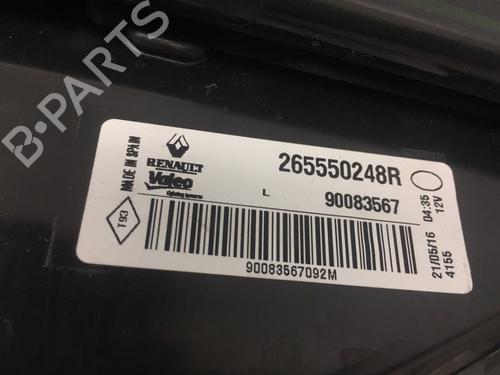 B-PARTS
MADE IN SPAIN
RENAULT
Valeo
Lighting Systems
T93
L
265550248R
90083567
90083567092M
21/05/16 04:35
4155 12V